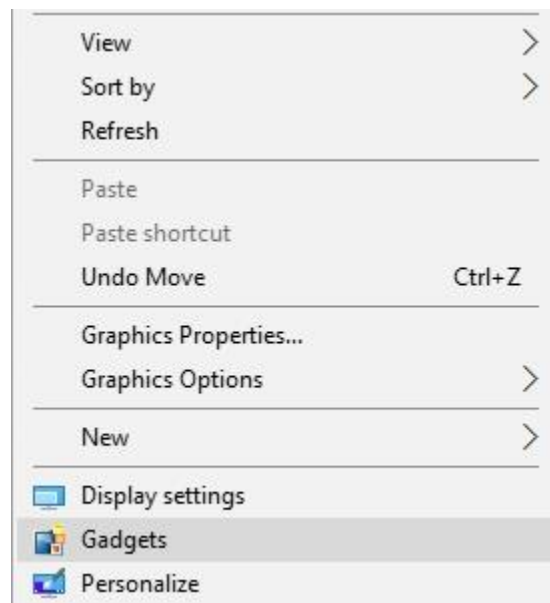 View
Sort by
Refresh
Paste
Paste shortcut
Undo Move Ctrl+Z
Graphics Properties...
Graphics Options
New
Display settings
Gadgets
Personalize